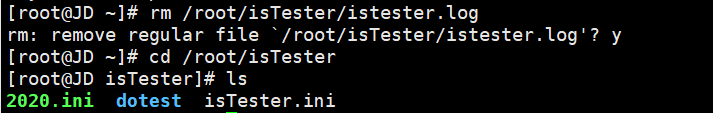 [root@JD ~]# rm /root/isTester/istester.log
rm: remove regular file `/root/isTester/istester.log'? y
[root@JD ~]# cd /root/isTester
[root@JD isTester]# ls
2020.ini  dotest  isTester.ini